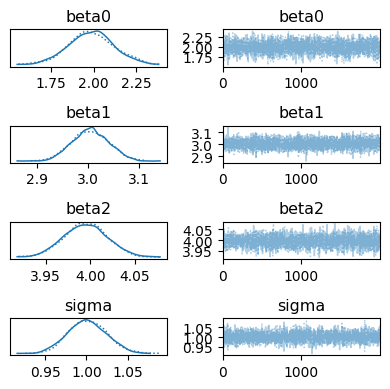 beta0 beta0
2.25
2.00
1.75
1.75 2.00 2.25 0 1000
beta1 beta1
3.1
3.0
2.9
2.9 3.0 3.1 0 1000
beta2 beta2
4.05
4.00
3.95
3.95 4.00 4.05 0 1000
sigma sigma
1.05
1.00
0.95
0.95 1.00 1.05 0 1000